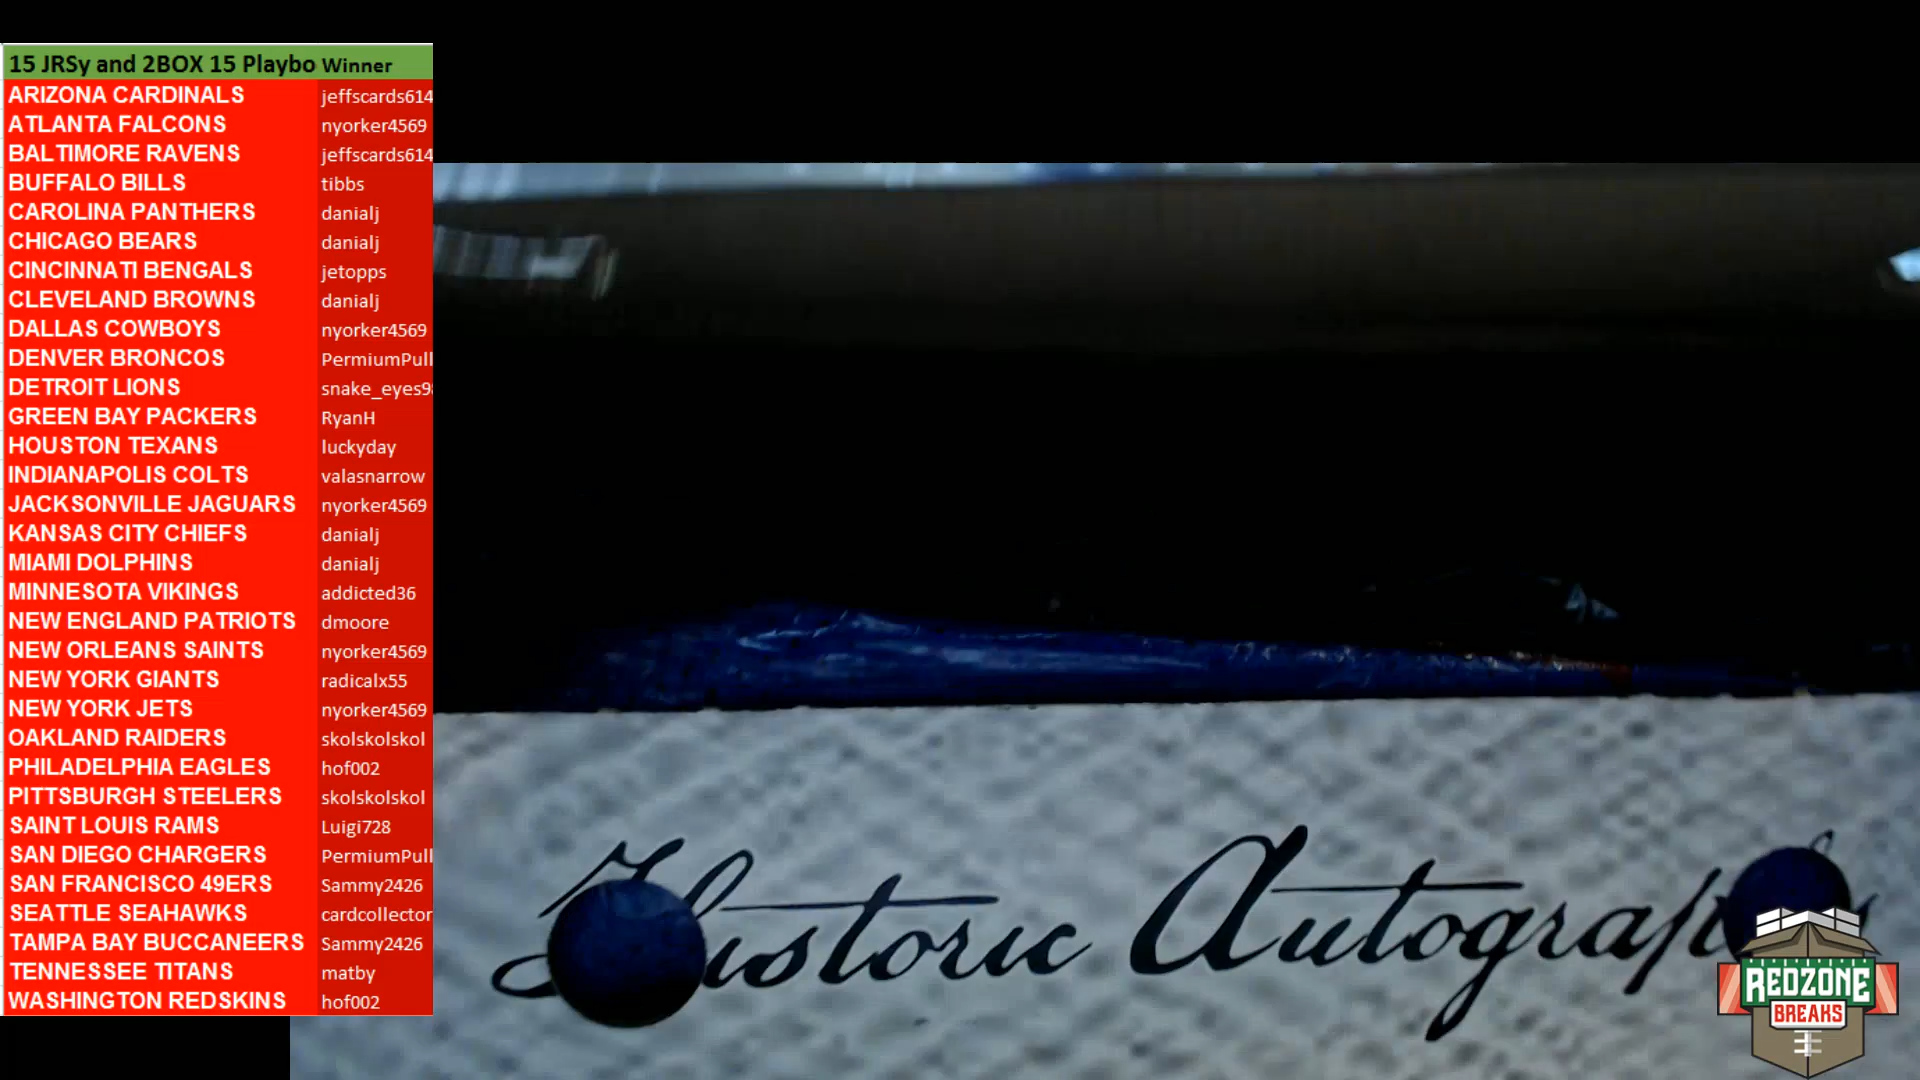 15 JRSy and 2BOX 15 Playbo Winner
ARIZONA CARDINALS jeffscards614
ATLANTA FALCONS nyorker4569
BALTIMORE RAVENS jeffscards614
BUFFALO BILLS tibbs
CAROLINA PANTHERS danialj
CHICAGO BEARS danialj
CINCINNATI BENGALS jetopps
CLEVELAND BROWNS danialj
DALLAS COWBOYS nyorker4569
DENVER BRONCOS PermiumPull
DETROIT LIONS snake_eyes9
GREEN BAY PACKERS RyanH
HOUSTON TEXANS luckyday
INDIANAPOLIS COLTS valasnarrow
JACKSONVILLE JAGUARS nyorker4569
KANSAS CITY CHIEFS danialj
MIAMI DOLPHINS danialj
MINNESOTA VIKINGS addicted36
NEW ENGLAND PATRIOTS dmoore
NEW ORLEANS SAINTS nyorker4569
NEW YORK GIANTS radicalx55
NEW YORK JETS nyorker4569
OAKLAND RAIDERS skolskolskol
PHILADELPHIA EAGLES hof002
PITTSBURGH STEELERS skolskolskol
SAINT LOUIS RAMS Luigi728
SAN DIEGO CHARGERS PermiumPull
SAN FRANCISCO 49ERS Sammy2426
SEATTLE SEAHAWKS cardcollector
TAMPA BAY BUCCANEERS Sammy2426
TENNESSEE TITANS matby
WASHINGTON REDSKINS hof002
Historic Autographs
REDZONE
BREAKS